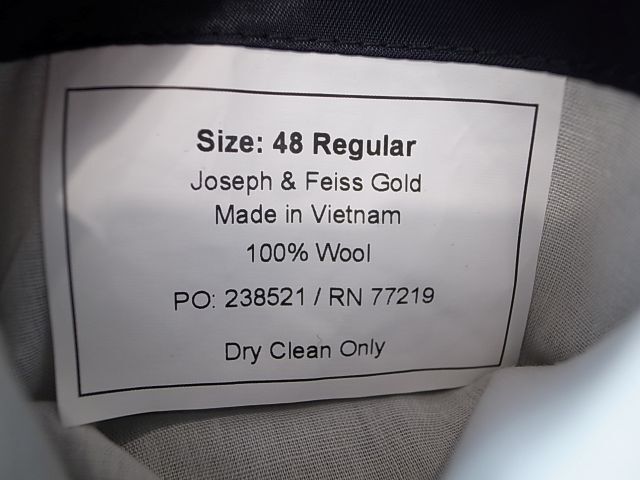 Size: 48 Regular
Joseph & Feiss Gold
Made in Vietnam
100% Wool
PO: 238521 / RN 77219
Dry Clean Only